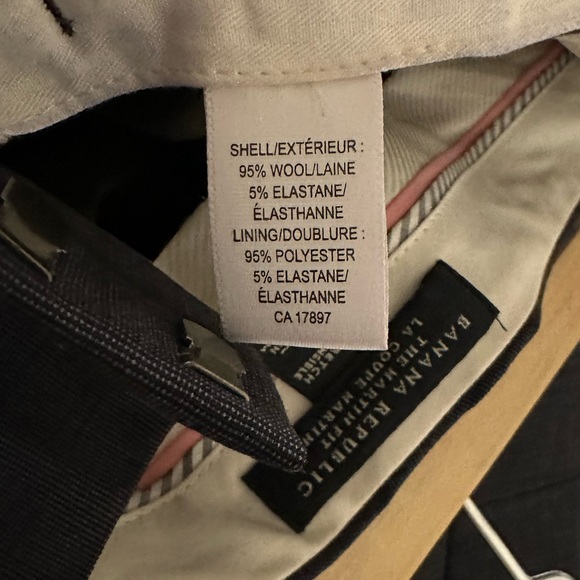 SHELL/EXTÉRIEUR :
95% WOOL/LAINE
5% ELASTANE/
ÉLASTHANNE
LINING/DOUBLURE :
95% POLYESTER
5% ELASTANE/
ÉLASTHANNE
CA 17897
BANANA REPUBLIC
THE MARTIN FIT
LA COUPE MARTIN
STRETCH